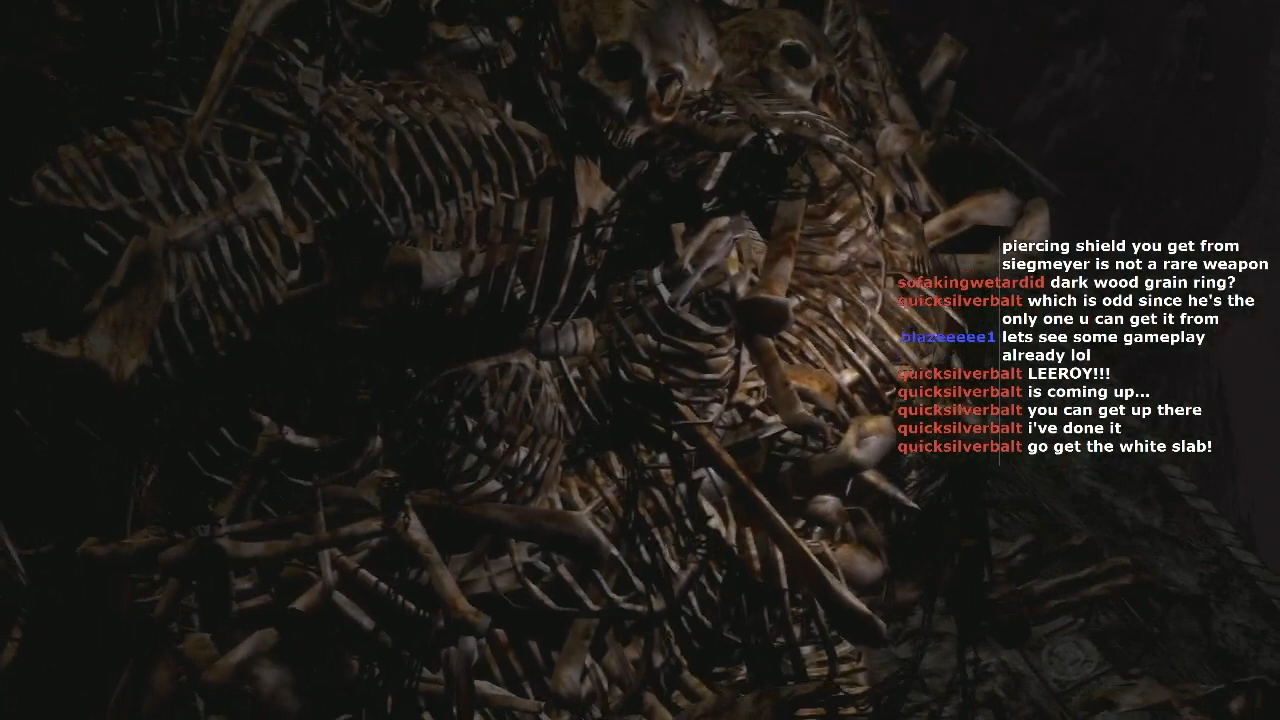 piercing shield you get from
siegmeyer is not a rare weapon
sofakingwetardid dark wood grain ring?
quicksilverbalt which is odd since he's the
only one u can get it from
blazeeeee1 lets see some gameplay
already lol
quicksilverbalt LEEROY!!!
quicksilverbalt is coming up...
quicksilverbalt you can get up there
quicksilverbalt i've done it
quicksilverbalt go get the white slab!